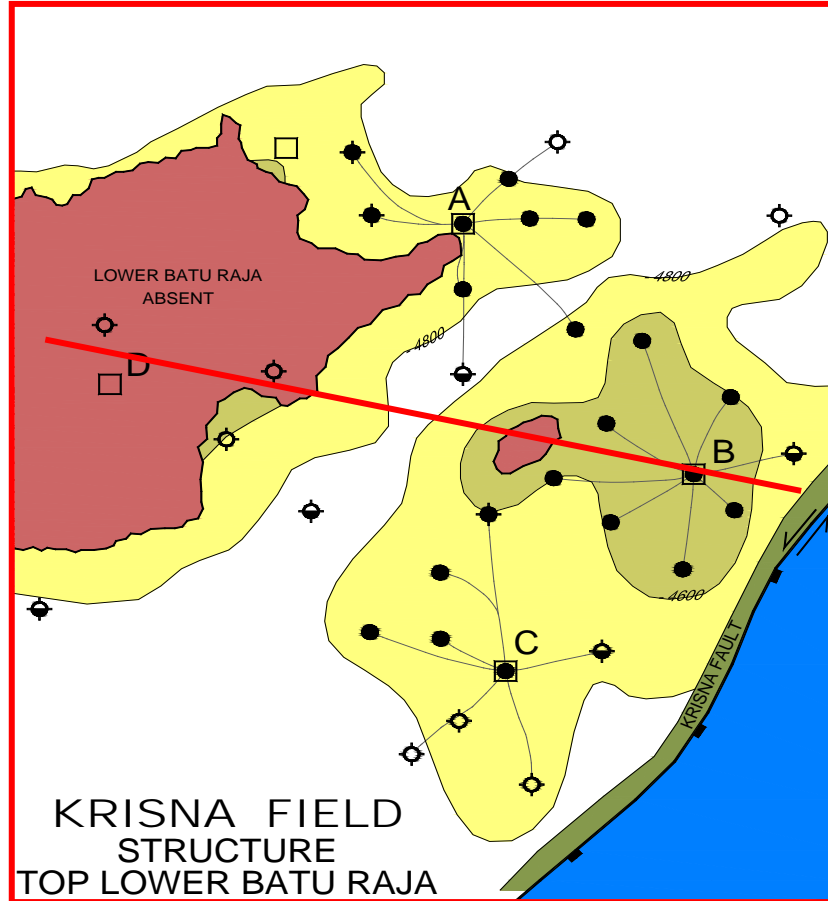 A
LOWER BATU RAJA
ABSENT
- 4800
- 4800
D
B
- 4600
C
KRISNA FAULT
KRISNA FIELD
STRUCTURE
TOP LOWER BATU RAJA